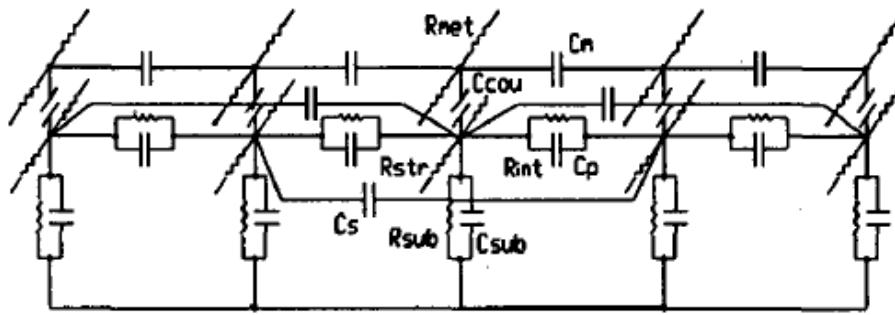 Rmet
Cm
Ccou
Rstr
Rint
Cp
Cs
Rsub
Csub